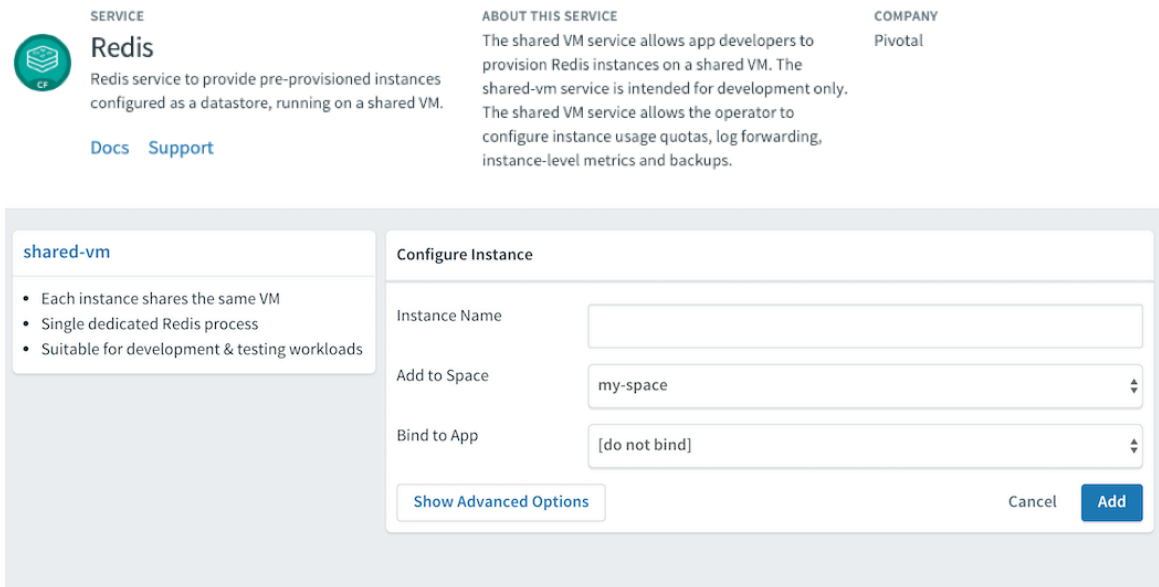 SERVICE
Redis
Redis service to provide pre-provisioned instances
configured as a datastore, running on a shared VM.
Docs Support
CF
ABOUT THIS SERVICE
The shared VM service allows app developers to
provision Redis instances on a shared VM. The
shared-vm service is intended for development only.
The shared VM service allows the operator to
configure instance usage quotas, log forwarding,
instance-level metrics and backups.
COMPANY
Pivotal
shared-vm
• Each instance shares the same VM
• Single dedicated Redis process
• Suitable for development & testing workloads
Configure Instance
Instance Name
Add to Space
my-space
Bind to App
[do not bind]
Show Advanced Options
Cancel
Add